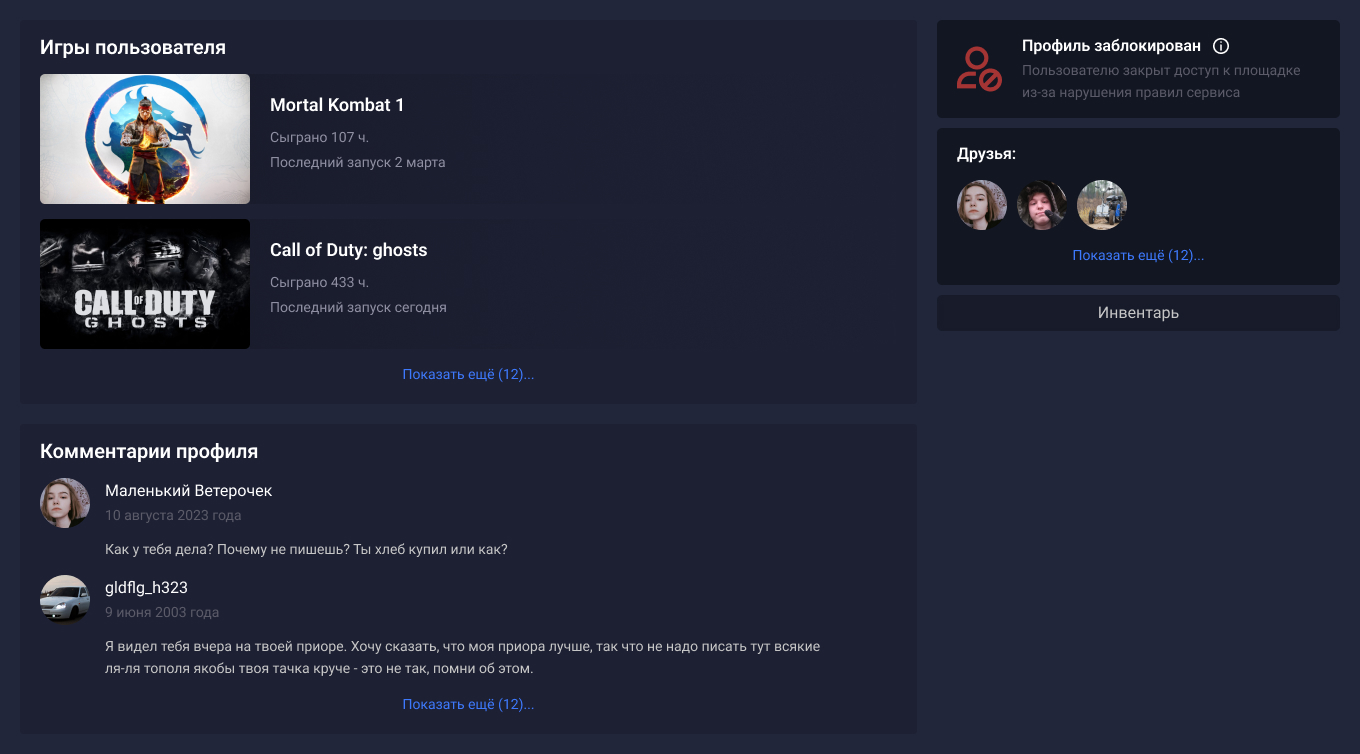 Игры пользователя
Mortal Kombat 1
Сыграно 107 ч.
Последний запуск 2 марта
CALL OF DUTY
GHOSTS
Call of Duty: ghosts
Сыграно 433 ч.
Последний запуск сегодня
Показать ещё (12)...
Комментарии профиля
Маленький Ветерочек
10 августа 2023 года
Как у тебя дела? Почему не пишешь? Ты хлеб купил или как?
gldflg_h323
9 июня 2003 года
Я видел тебя вчера на твоей приоре. Хочу сказать, что моя приора лучше, так что не надо писать тут всякие
ля-ля тополя якобы твоя тачка круче - это не так, помни об этом.
Показать ещё (12)...
Профиль заблокирован
Пользователю закрыт доступ к площадке
из-за нарушения правил сервиса
Друзья:
Показать ещё (12)...
Инвентарь